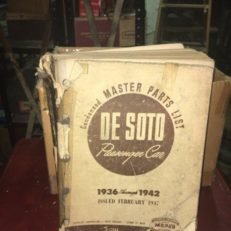 Condensed MASTER PARTS LIST
DE SOTO
Passenger Car
1936 through 1942
ISSUED FEBRUARY 1947